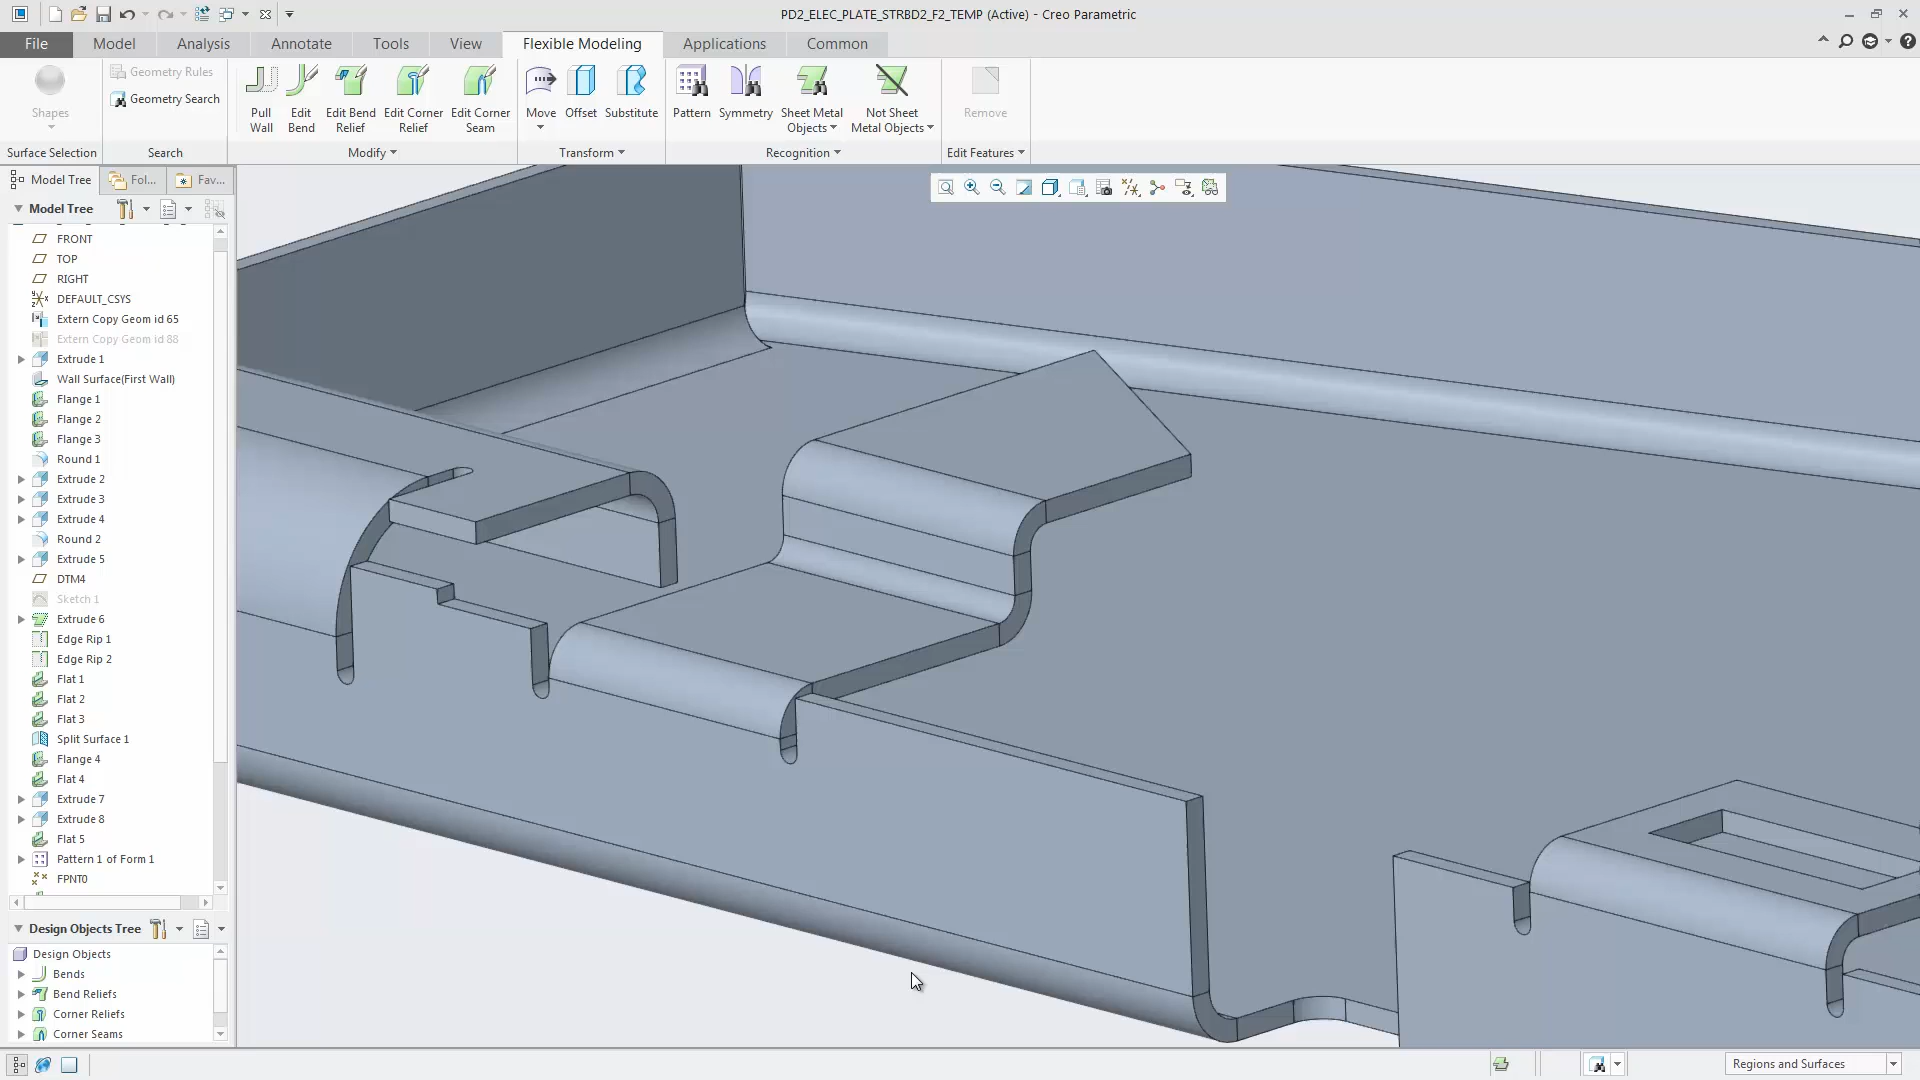 PD2_ELEC_PLATE_STRBD2_F2_TEMP (Active) - Creo Parametric
File
Model
Analysis
Annotate
Tools
View
Flexible Modeling
Applications
Common
Shapes
Geometry Rules
Geometry Search
Pull Wall
Edit Bend
Edit Bend Relief
Edit Corner Relief
Edit Corner Seam
Move
Offset
Substitute
Pattern
Symmetry
Sheet Metal Objects
Not Sheet Metal Objects
Remove
Surface Selection
Search
Modify
Transform
Recognition
Edit Features
Model Tree
Fol...
Fav...
Model Tree
FRONT
TOP
RIGHT
DEFAULT_CSYS
Extern Copy Geom id 65
Extern Copy Geom id 88
Extrude 1
Wall Surface(First Wall)
Flange 1
Flange 2
Flange 3
Round 1
Extrude 2
Extrude 3
Extrude 4
Round 2
Extrude 5
DTM4
Sketch 1
Extrude 6
Edge Rip 1
Edge Rip 2
Flat 1
Flat 2
Flat 3
Split Surface 1
Flange 4
Flat 4
Extrude 7
Extrude 8
Flat 5
Pattern 1 of Form 1
FPNT0
Design Objects Tree
Design Objects
Bends
Bend Reliefs
Corner Reliefs
Corner Seams
Regions and Surfaces